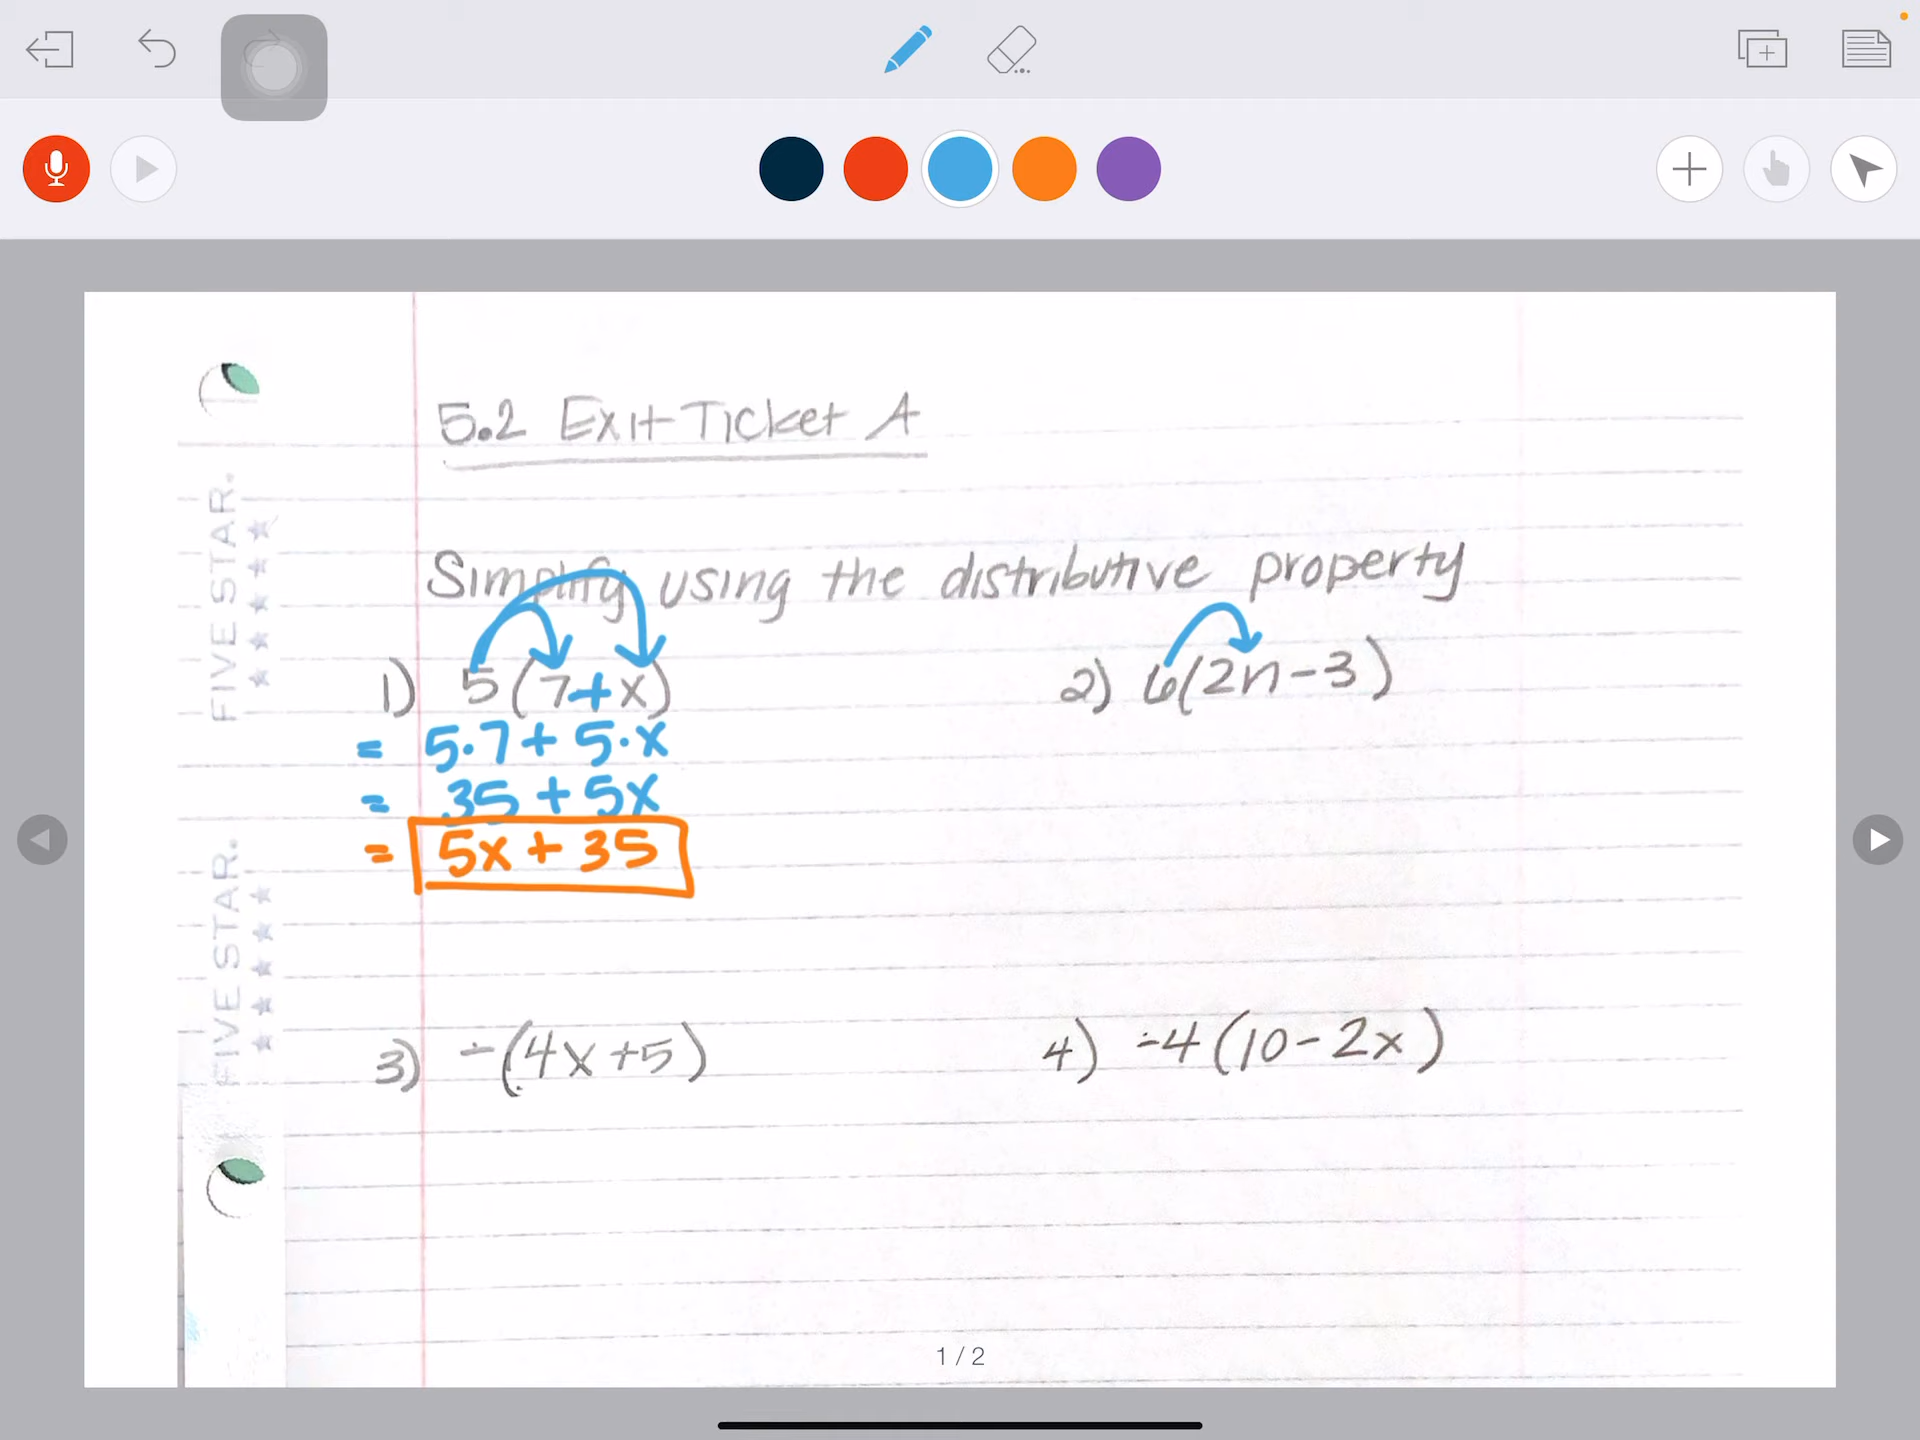 5.2 Exit Ticket A
Simplify using the distributive property
1) 5(7+x)
= 5·7+ 5·x
= 35 + 5x
= 5x + 35
2) 6(2n-3)
3) -(4x+5)
4) -4(10-2x)
FIVE STAR.
FIVE STAR.
1 / 2